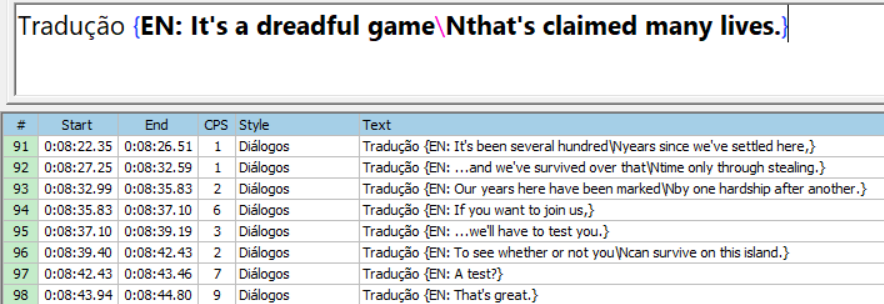 Tradução {EN: It's a dreadful game\Nthat's claimed many lives.}
# Start End CPS Style Text
91 0:08:22.35 0:08:26.51 1 Diálogos Tradução {EN: It's been several hundred\Nyears since we've settled here,}
92 0:08:27.25 0:08:32.59 1 Diálogos Tradução {EN: ...and we've survived over that\Ntime only through stealing.}
93 0:08:32.99 0:08:35.83 2 Diálogos Tradução {EN: Our years here have been marked\Nby one hardship after another.}
94 0:08:35.83 0:08:37.10 6 Diálogos Tradução {EN: If you want to join us,}
95 0:08:37.10 0:08:39.19 3 Diálogos Tradução {EN: ...we'll have to test you.}
96 0:08:39.40 0:08:42.43 2 Diálogos Tradução {EN: To see whether or not you\Ncan survive on this island.}
97 0:08:42.43 0:08:43.46 7 Diálogos Tradução {EN: A test?}
98 0:08:43.94 0:08:44.80 9 Diálogos Tradução {EN: That's great.}